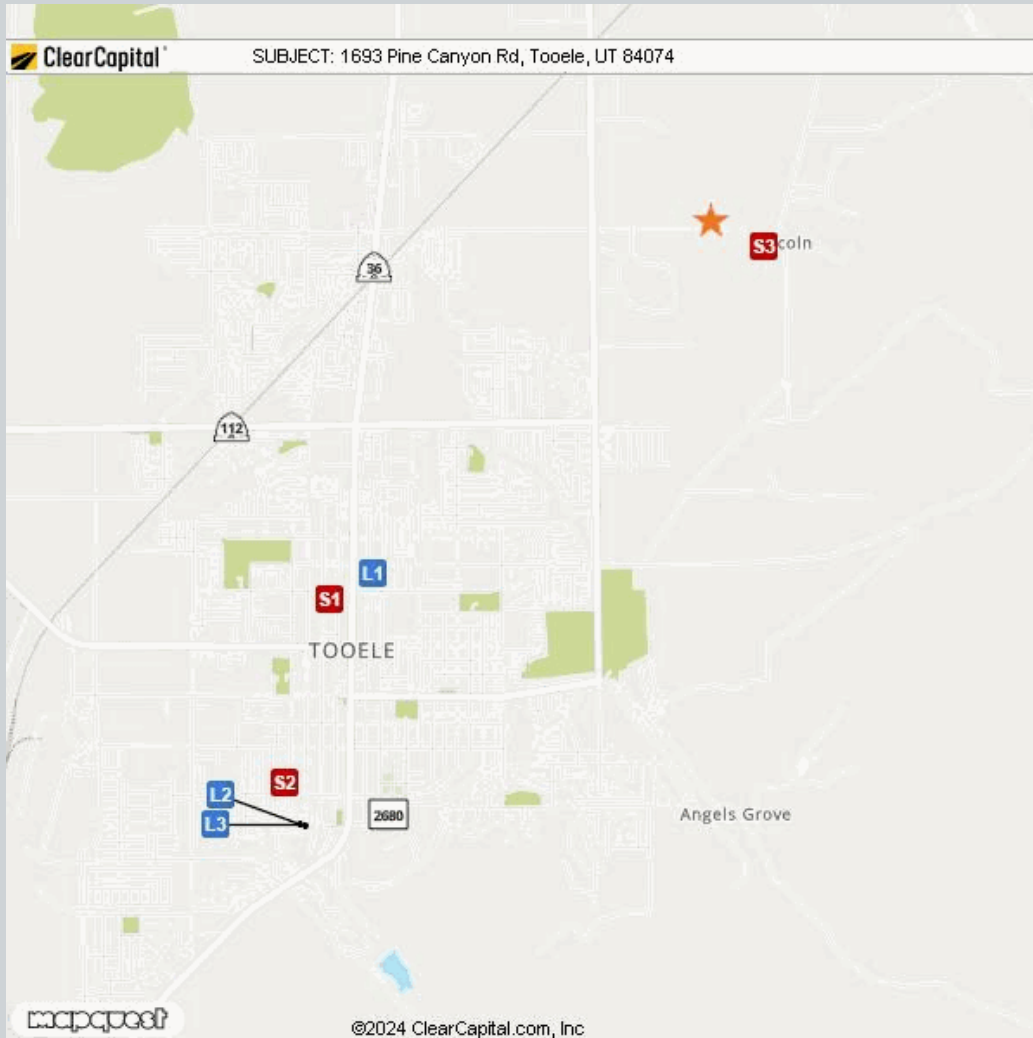 ClearCapital SUBJECT: 1693 Pine Canyon Rd, Tooele, UT 84074
36
S3 coln
112
L1
S1
TOOELE
S2
L2
L3
2680
Angels Grove
mapquest
©2024 ClearCapital.com, Inc